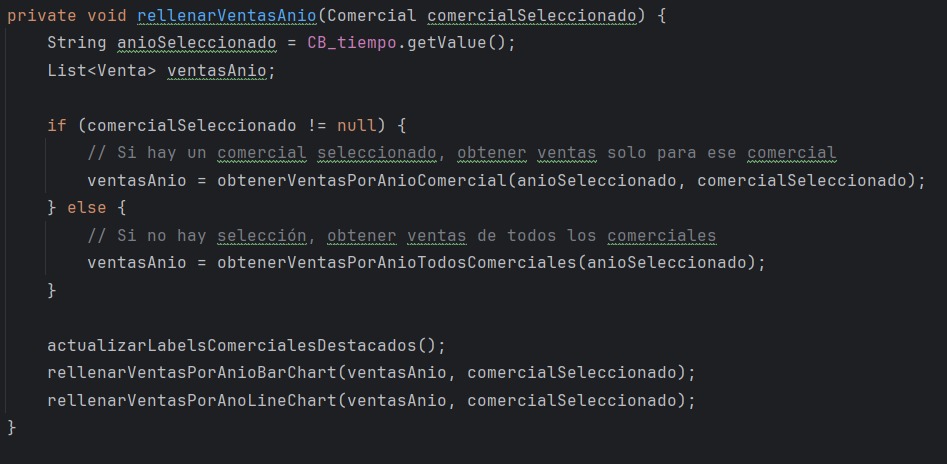 private void rellenarVentasAnio(Comercial comercialSeleccionado) {
    String anioSeleccionado = CB_tiempo.getValue();
    List<Venta> ventasAnio;

    if (comercialSeleccionado != null) {
        // Si hay un comercial seleccionado, obtener ventas solo para ese comercial
        ventasAnio = obtenerVentasPorAnioComercial(anioSeleccionado, comercialSeleccionado);
    } else {
        // Si no hay selección, obtener ventas de todos los comerciales
        ventasAnio = obtenerVentasPorAnioTodosComerciales(anioSeleccionado);
    }

    actualizarLabelsComercialesDestacados();
    rellenarVentasPorAnioBarChart(ventasAnio, comercialSeleccionado);
    rellenarVentasPorAnoLineChart(ventasAnio, comercialSeleccionado);
}